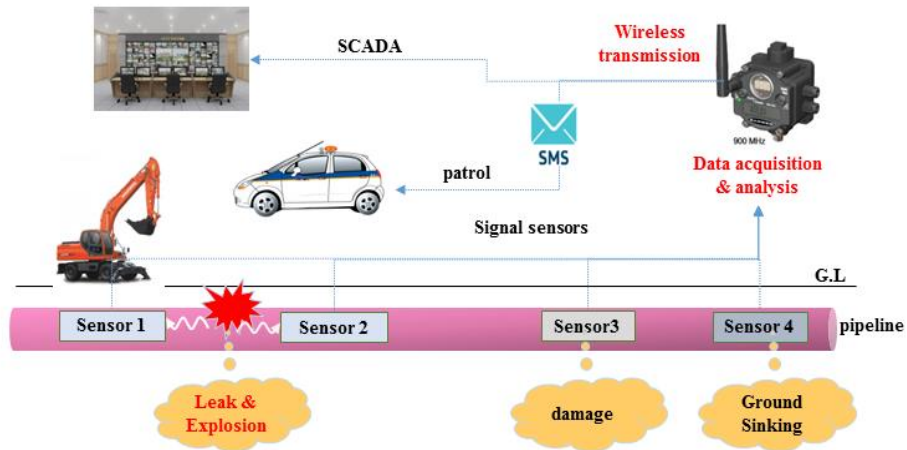 SCADA
Wireless
transmission
SMS
900 MHz
patrol
Data acquisition
& analysis
Signal sensors
G.L
Sensor 1
Sensor 2
Sensor3
Sensor 4
pipeline
Leak &
Explosion
damage
Ground
Sinking